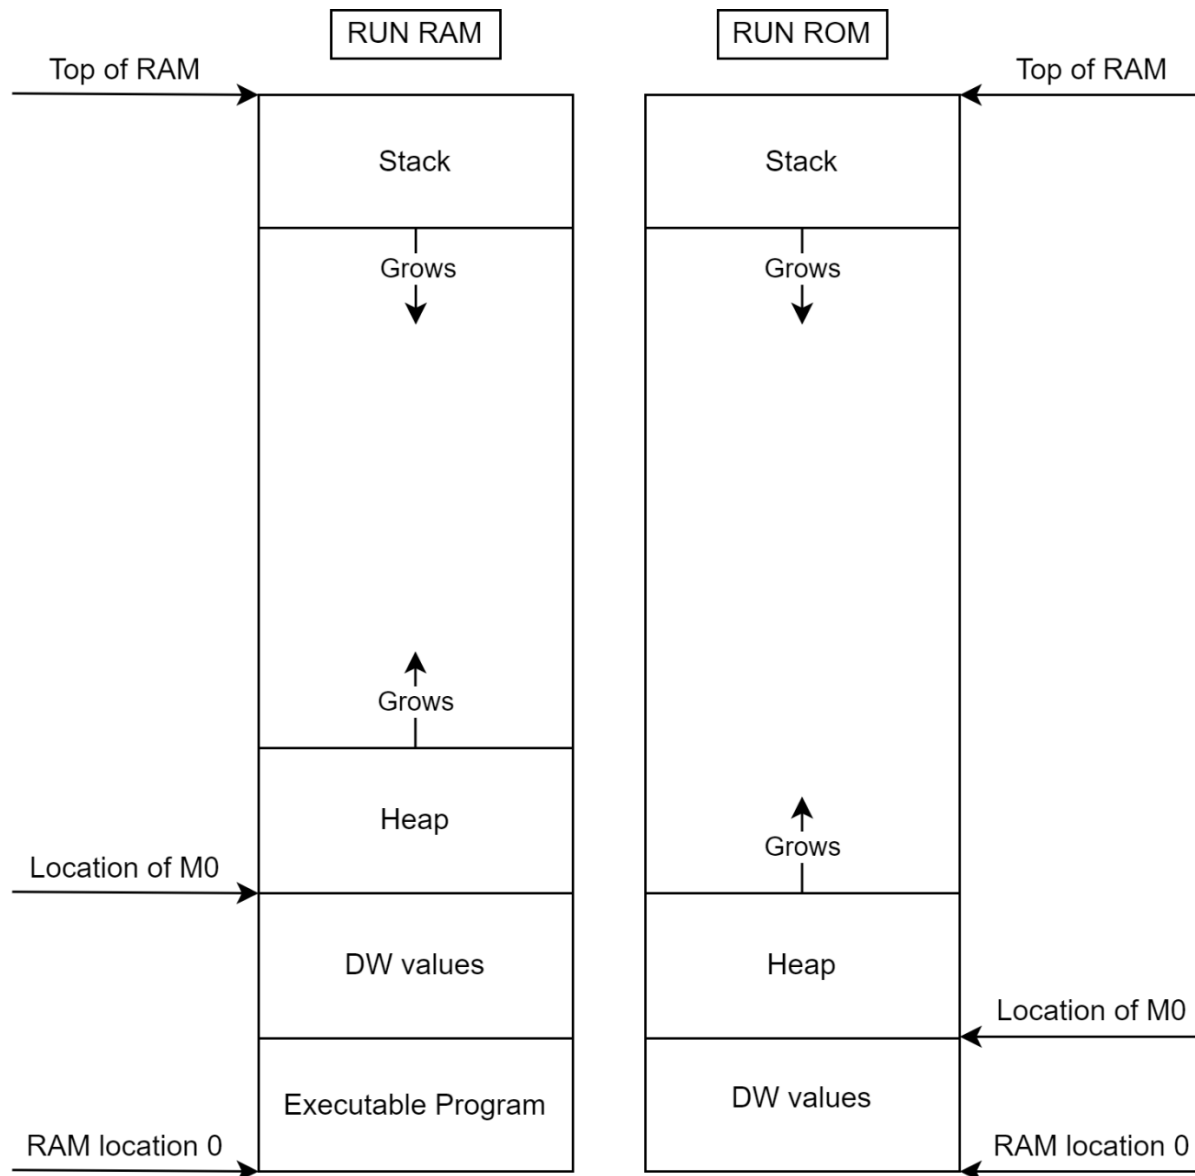 RUN RAM
RUN ROM
Top of RAM
Top of RAM
Stack
Stack
Grows
Grows
Grows
Heap
Grows
Location of M0
DW values
Heap
Location of M0
Executable Program
DW values
RAM location 0
RAM location 0